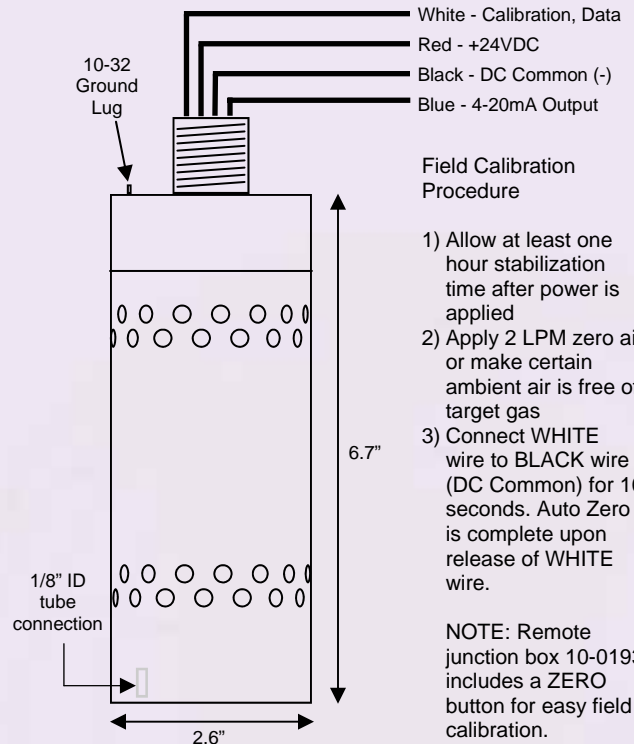 White - Calibration, Data
Red - +24VDC
Black - DC Common (-)
Blue - 4-20mA Output
10-32
Ground
Lug
Field Calibration
Procedure
1) Allow at least one
hour stabilization
time after power is
applied
2) Apply 2 LPM zero
or make certain
ambient air is free
target gas
3) Connect WHITE
wire to BLACK wire
(DC Common) for
seconds. Auto Zero
is complete upon
release of WHITE
wire.
6.7”
1/8” ID
tube
connection
NOTE: Remote
junction box 10-0193
includes a ZERO
button for easy field
calibration.
2.6”